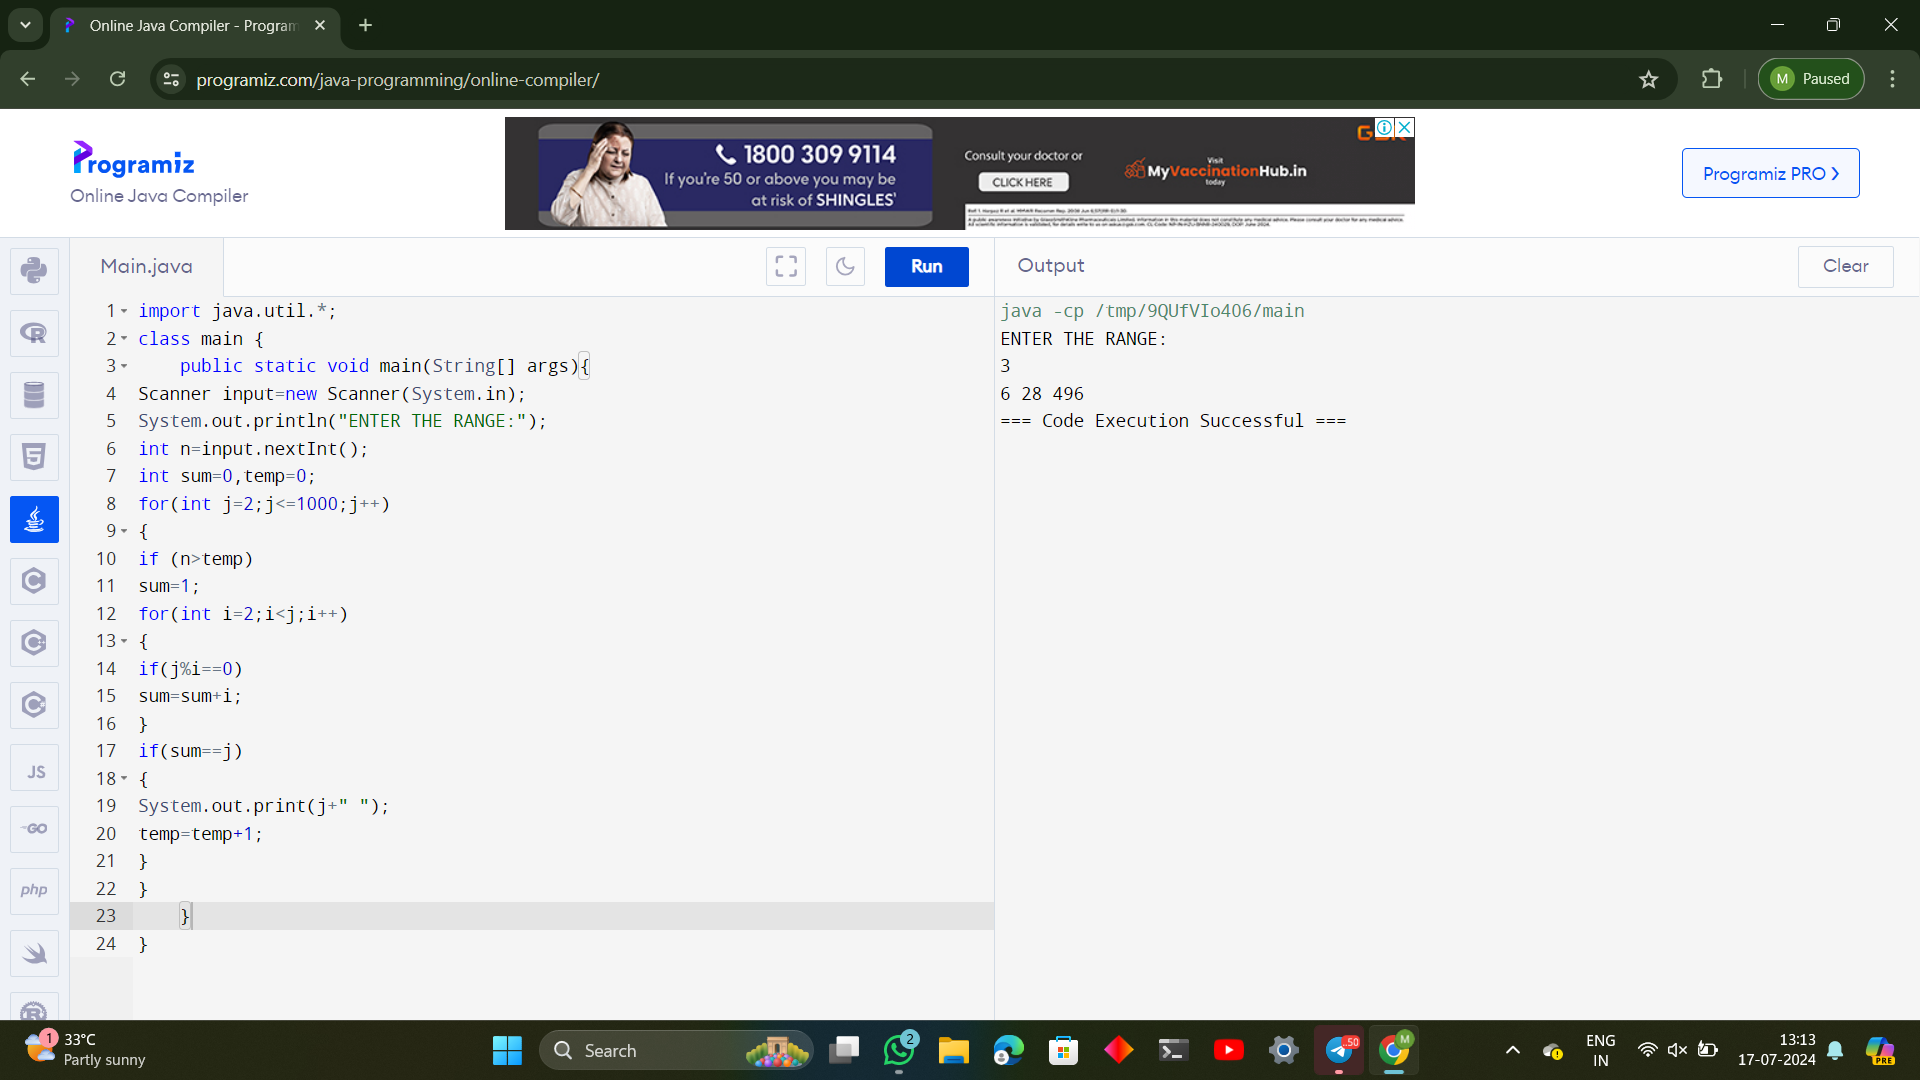 Online Java Compiler - Program
programiz.com/java-programming/online-compiler/
M Paused
Programiz
Online Java Compiler
1800 309 9114
If you're 50 or above you may be
at risk of SHINGLES*
Consult your doctor or
CLICK HERE
Visit
MyVaccinationHub.in
today
Programiz PRO
Main.java
Run
Output
Clear
1 import java.util.*;
2 class main {
3 public static void main(String[] args){
4 Scanner input=new Scanner(System.in);
5 System.out.println("ENTER THE RANGE:");
6 int n=input.nextInt();
7 int sum=0,temp=0;
8 for(int j=2;j<=1000;j++)
9 {
10 if (n>temp)
11 sum=1;
12 for(int i=2;i<j;i++)
13 {
14 if(j%i==0)
15 sum=sum+i;
16 }
17 if(sum==j)
18 {
19 System.out.print(j+" ");
20 temp=temp+1;
21 }
22 }
23 }
24 }
java -cp /tmp/9QUfVIo4O6/main
ENTER THE RANGE:
3
6 28 496
=== Code Execution Successful ===
R
5
C
C
C
JS
GO
php
R
1
33°C
Partly sunny
Search
2
50
M
ENG
IN
13:13
17-07-2024
PRE